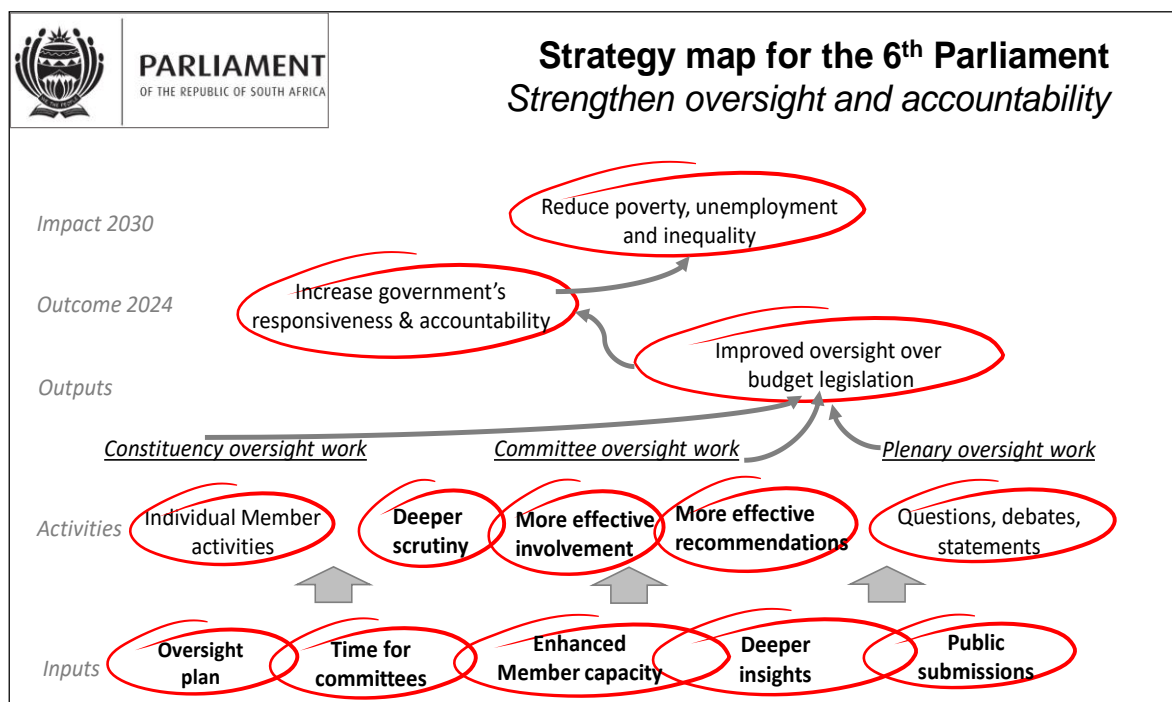 PARLIAMENT
OF THE REPUBLIC OF SOUTH AFRICA
Strategy map for the 6th Parliament
Strengthen oversight and accountability
Impact 2030
Reduce poverty, unemployment
and inequality
Outcome 2024
Increase government’s
responsiveness & accountability
Improved oversight over
budget legislation
Outputs
Constituency oversight work
Committee oversight work
Plenary oversight work
Activities
Individual Member
activities
Deeper
scrutiny
More effective
involvement
More effective
recommendations
Questions, debates,
statements
Inputs
Oversight
plan
Time for
committees
Enhanced
Member capacity
Deeper
insights
Public
submissions